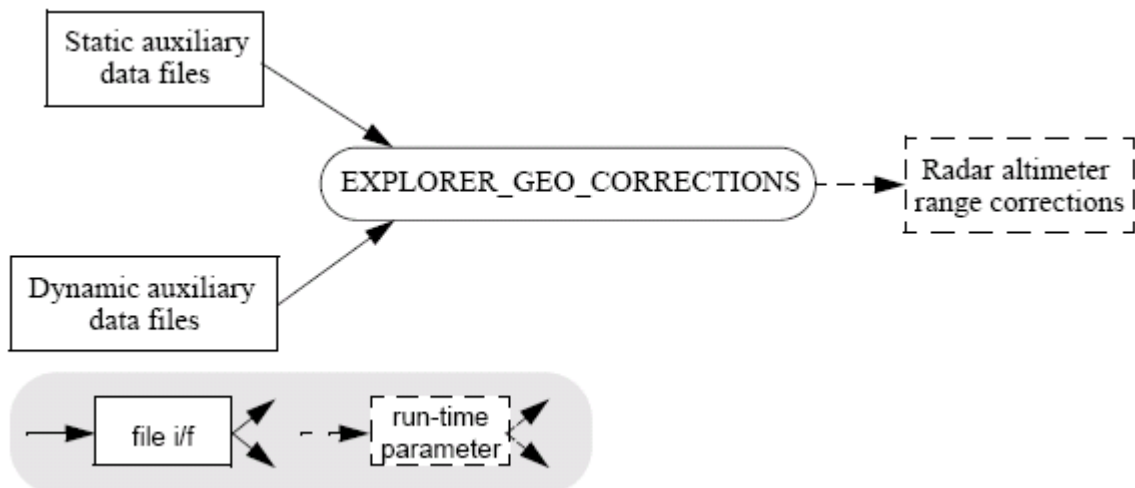 Static auxiliary
data files
EXPLORER_GEO_CORRECTIONS
Radar altimeter
range corrections
Dynamic auxiliary
data files
file i/f
run-time
parameter